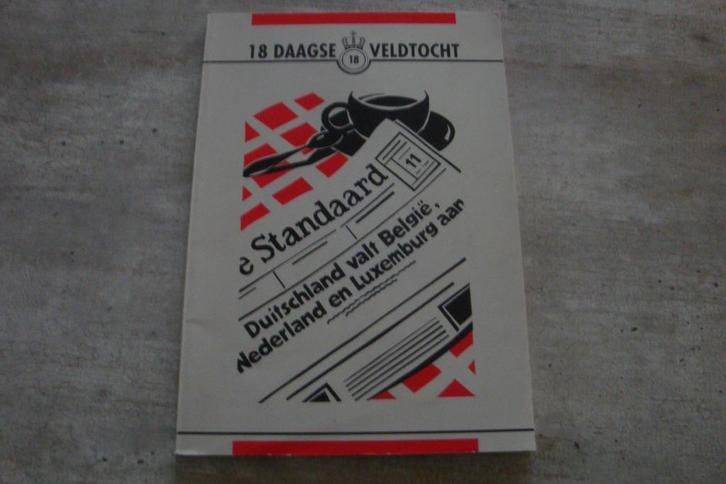 18 DAAGSE VELDTOCHT
18
11
e Standaard
Duitschland valt België,
Nederland en Luxemburg aan